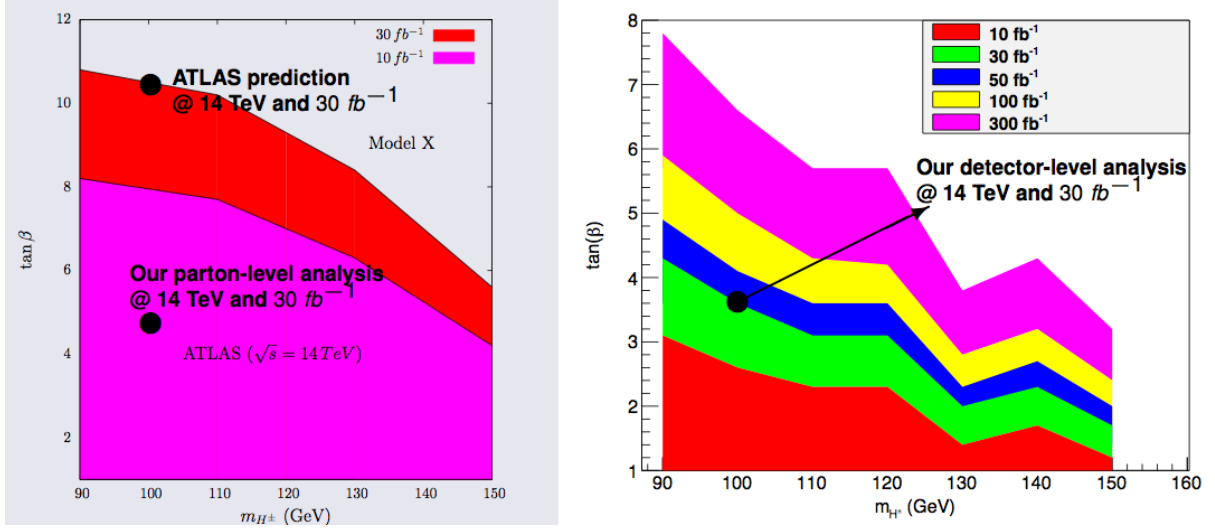 12
10
8
6
4
2
tan β
30 fb⁻¹
10 fb⁻¹
ATLAS prediction
@ 14 TeV and 30 fb⁻¹
Model X
Our parton-level analysis
@ 14 TeV and 30 fb⁻¹
ATLAS (√s = 14TeV)
90 100 110 120 130 140 150
m_{H±} (GeV)
8
7
6
5
4
3
2
1
tan(β)
10 fb⁻¹
30 fb⁻¹
50 fb⁻¹
100 fb⁻¹
300 fb⁻¹
Our detector-level analysis
@ 14 TeV and 30 fb⁻¹
90 100 110 120 130 140 150 160
m_{H⁺} (GeV)